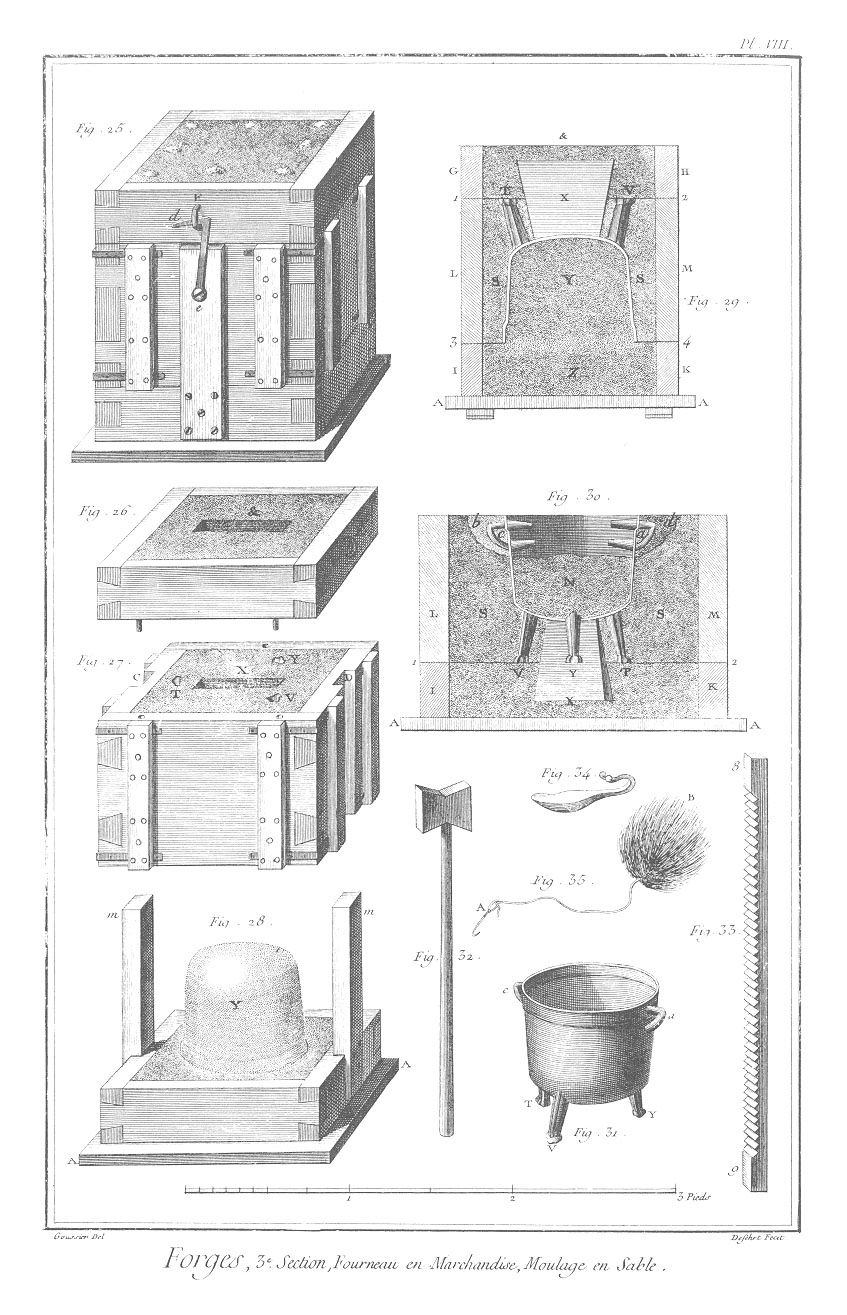 Pl. VIII.
Fig. 25.
E
d
e
&
G
H
T
V
1
X
2
L
M
S
Y
S
Fig. 29.
3
4
I
Z
K
A
A
Fig. 26.
&
Fig. 30.
b
c
a
d
N
L
S
S
M
1
2
V
Y
T
I
X
K
A
A
Fig. 27.
C
X
Y
D
T
V
Fig. 28.
m
m
Y
A
A
Fig. 32.
Fig. 34.
B
Fig. 35.
A
8
Fig. 33.
9
c
d
T
V
Y
Fig. 31.
1
2
3 Pieds
Goussier Del
Defehrt Fecit
Forges, 3e. Section, Fourneau en Marchandise, Moulage en Sable.